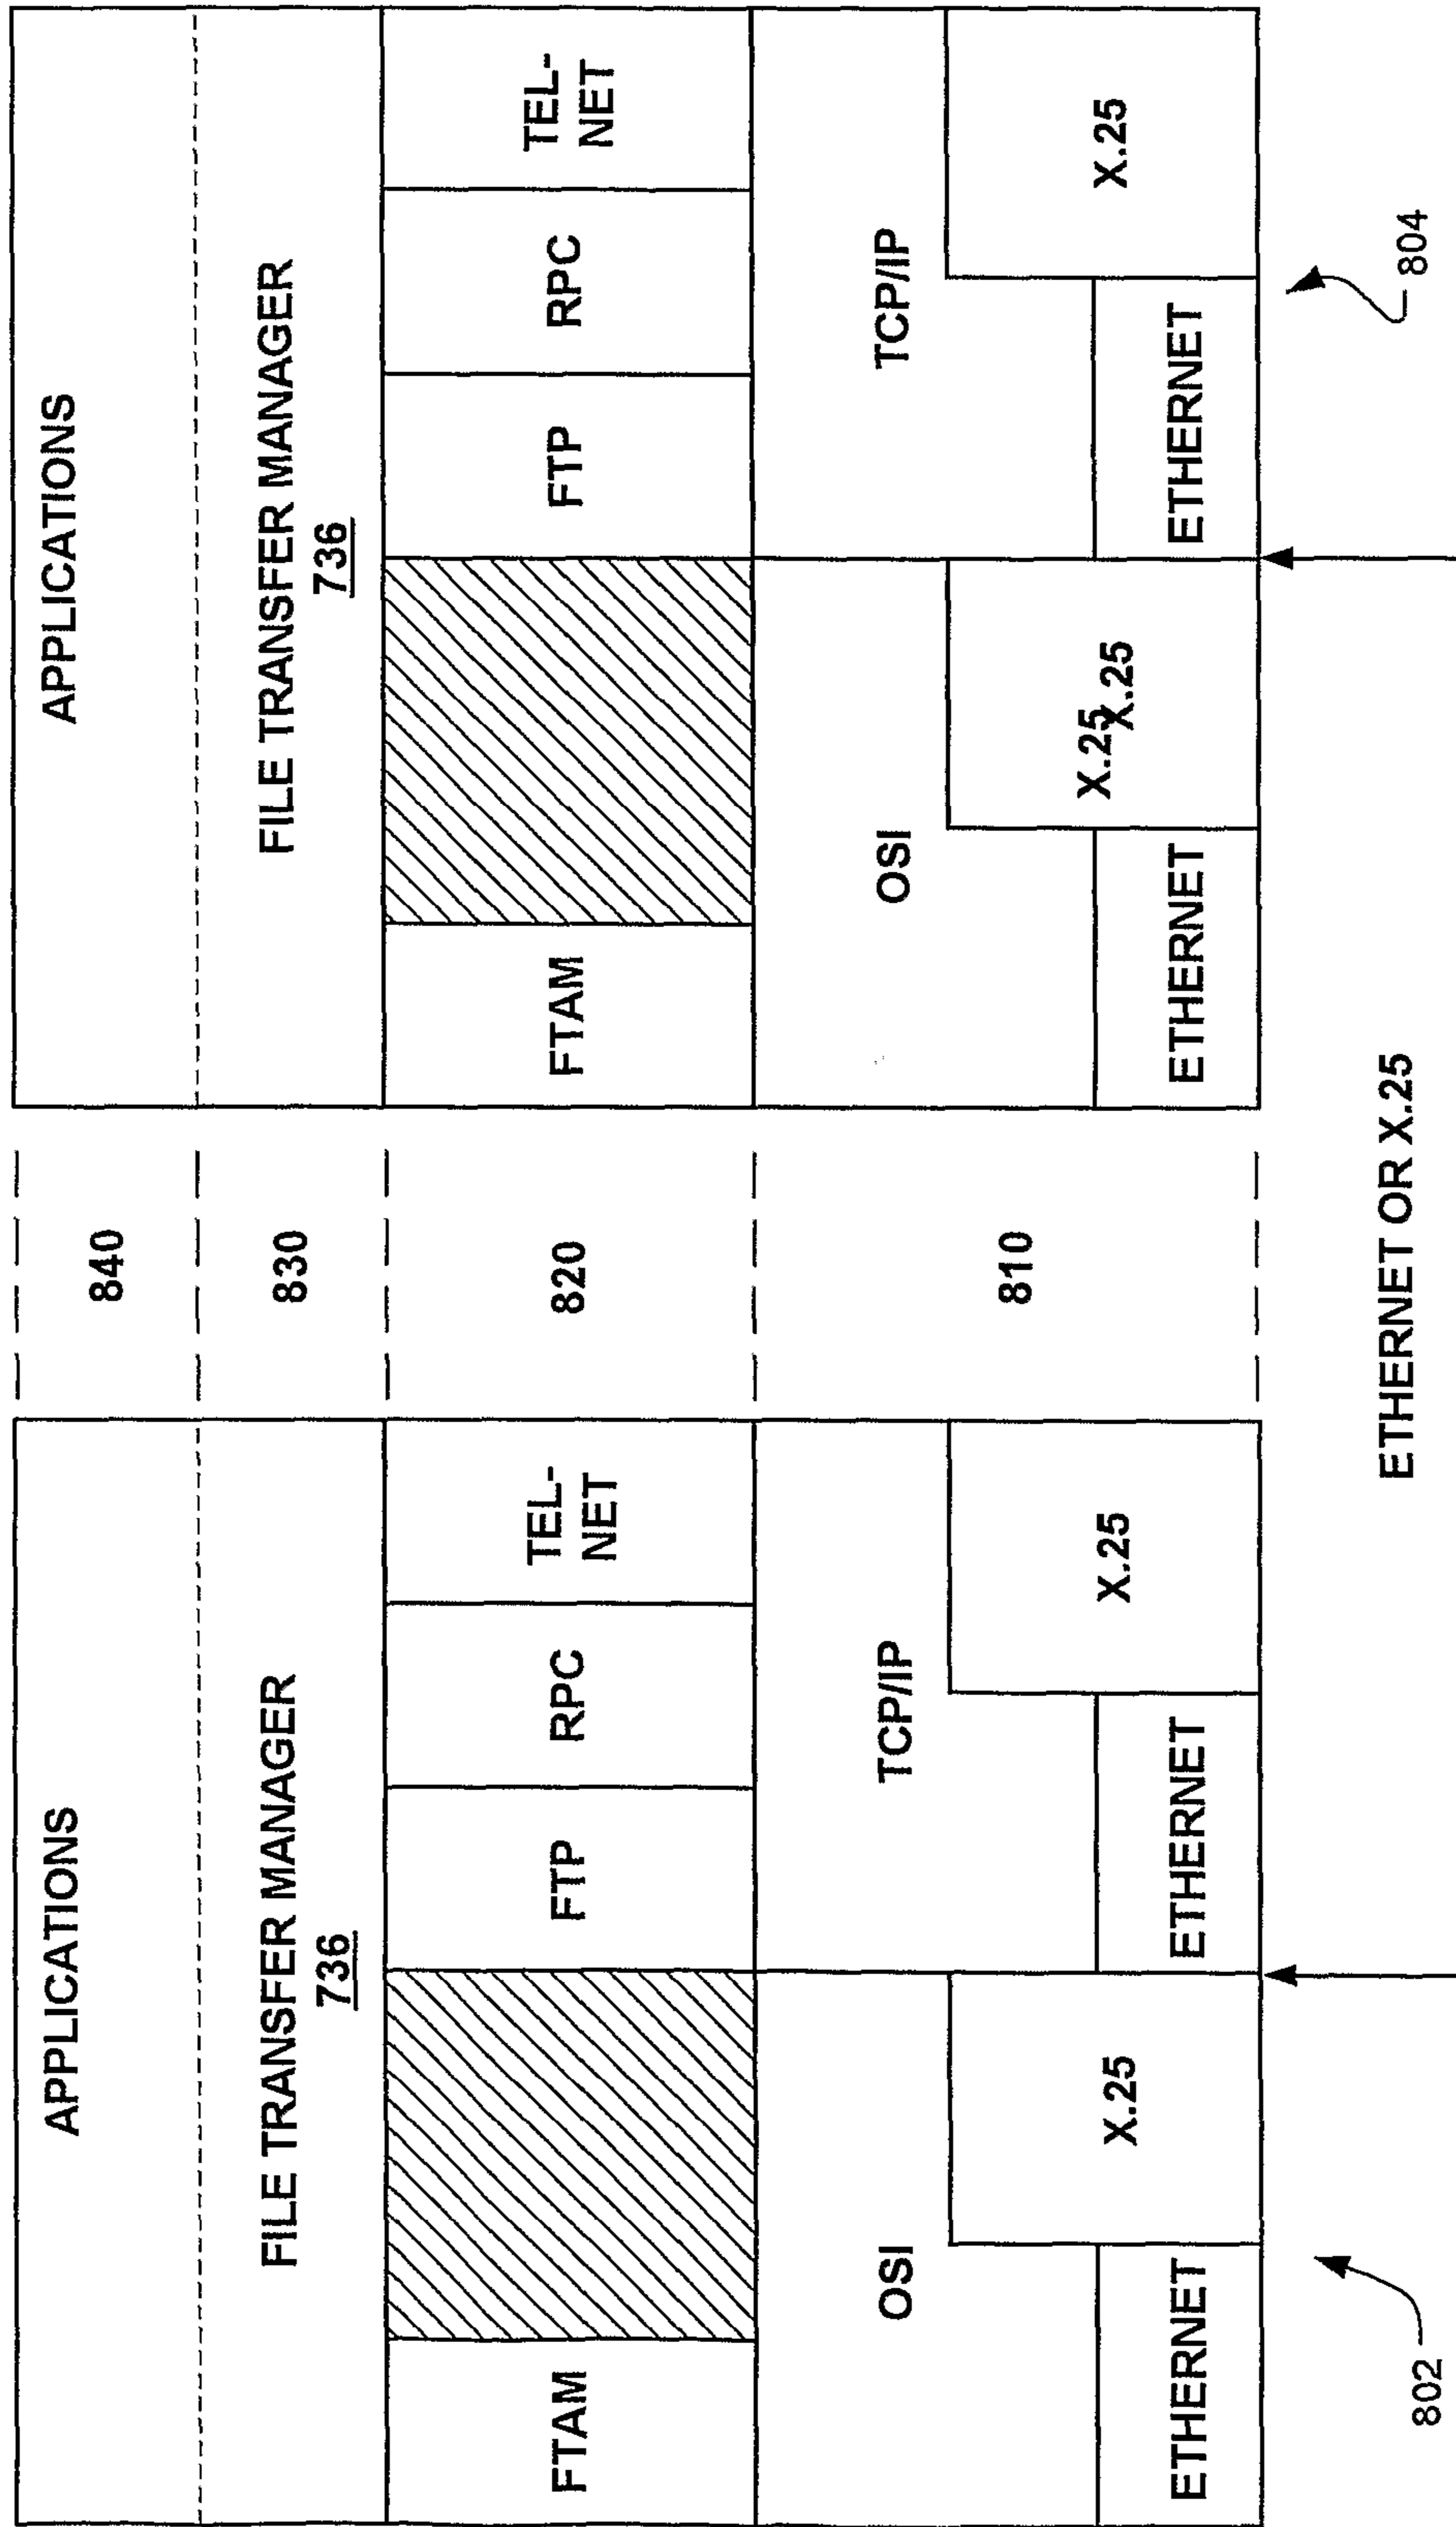 APPLICATIONS
FILE TRANSFER MANAGER
736
FTAM
FTP
RPC
TEL-
NET
OSI
TCP/IP
X.25
X.25
ETHERNET
ETHERNET
802
840
830
820
810
APPLICATIONS
FILE TRANSFER MANAGER
736
FTAM
FTP
RPC
TEL-
NET
OSI
TCP/IP
X.25
X.25
X.25
ETHERNET
ETHERNET
804
ETHERNET OR X.25